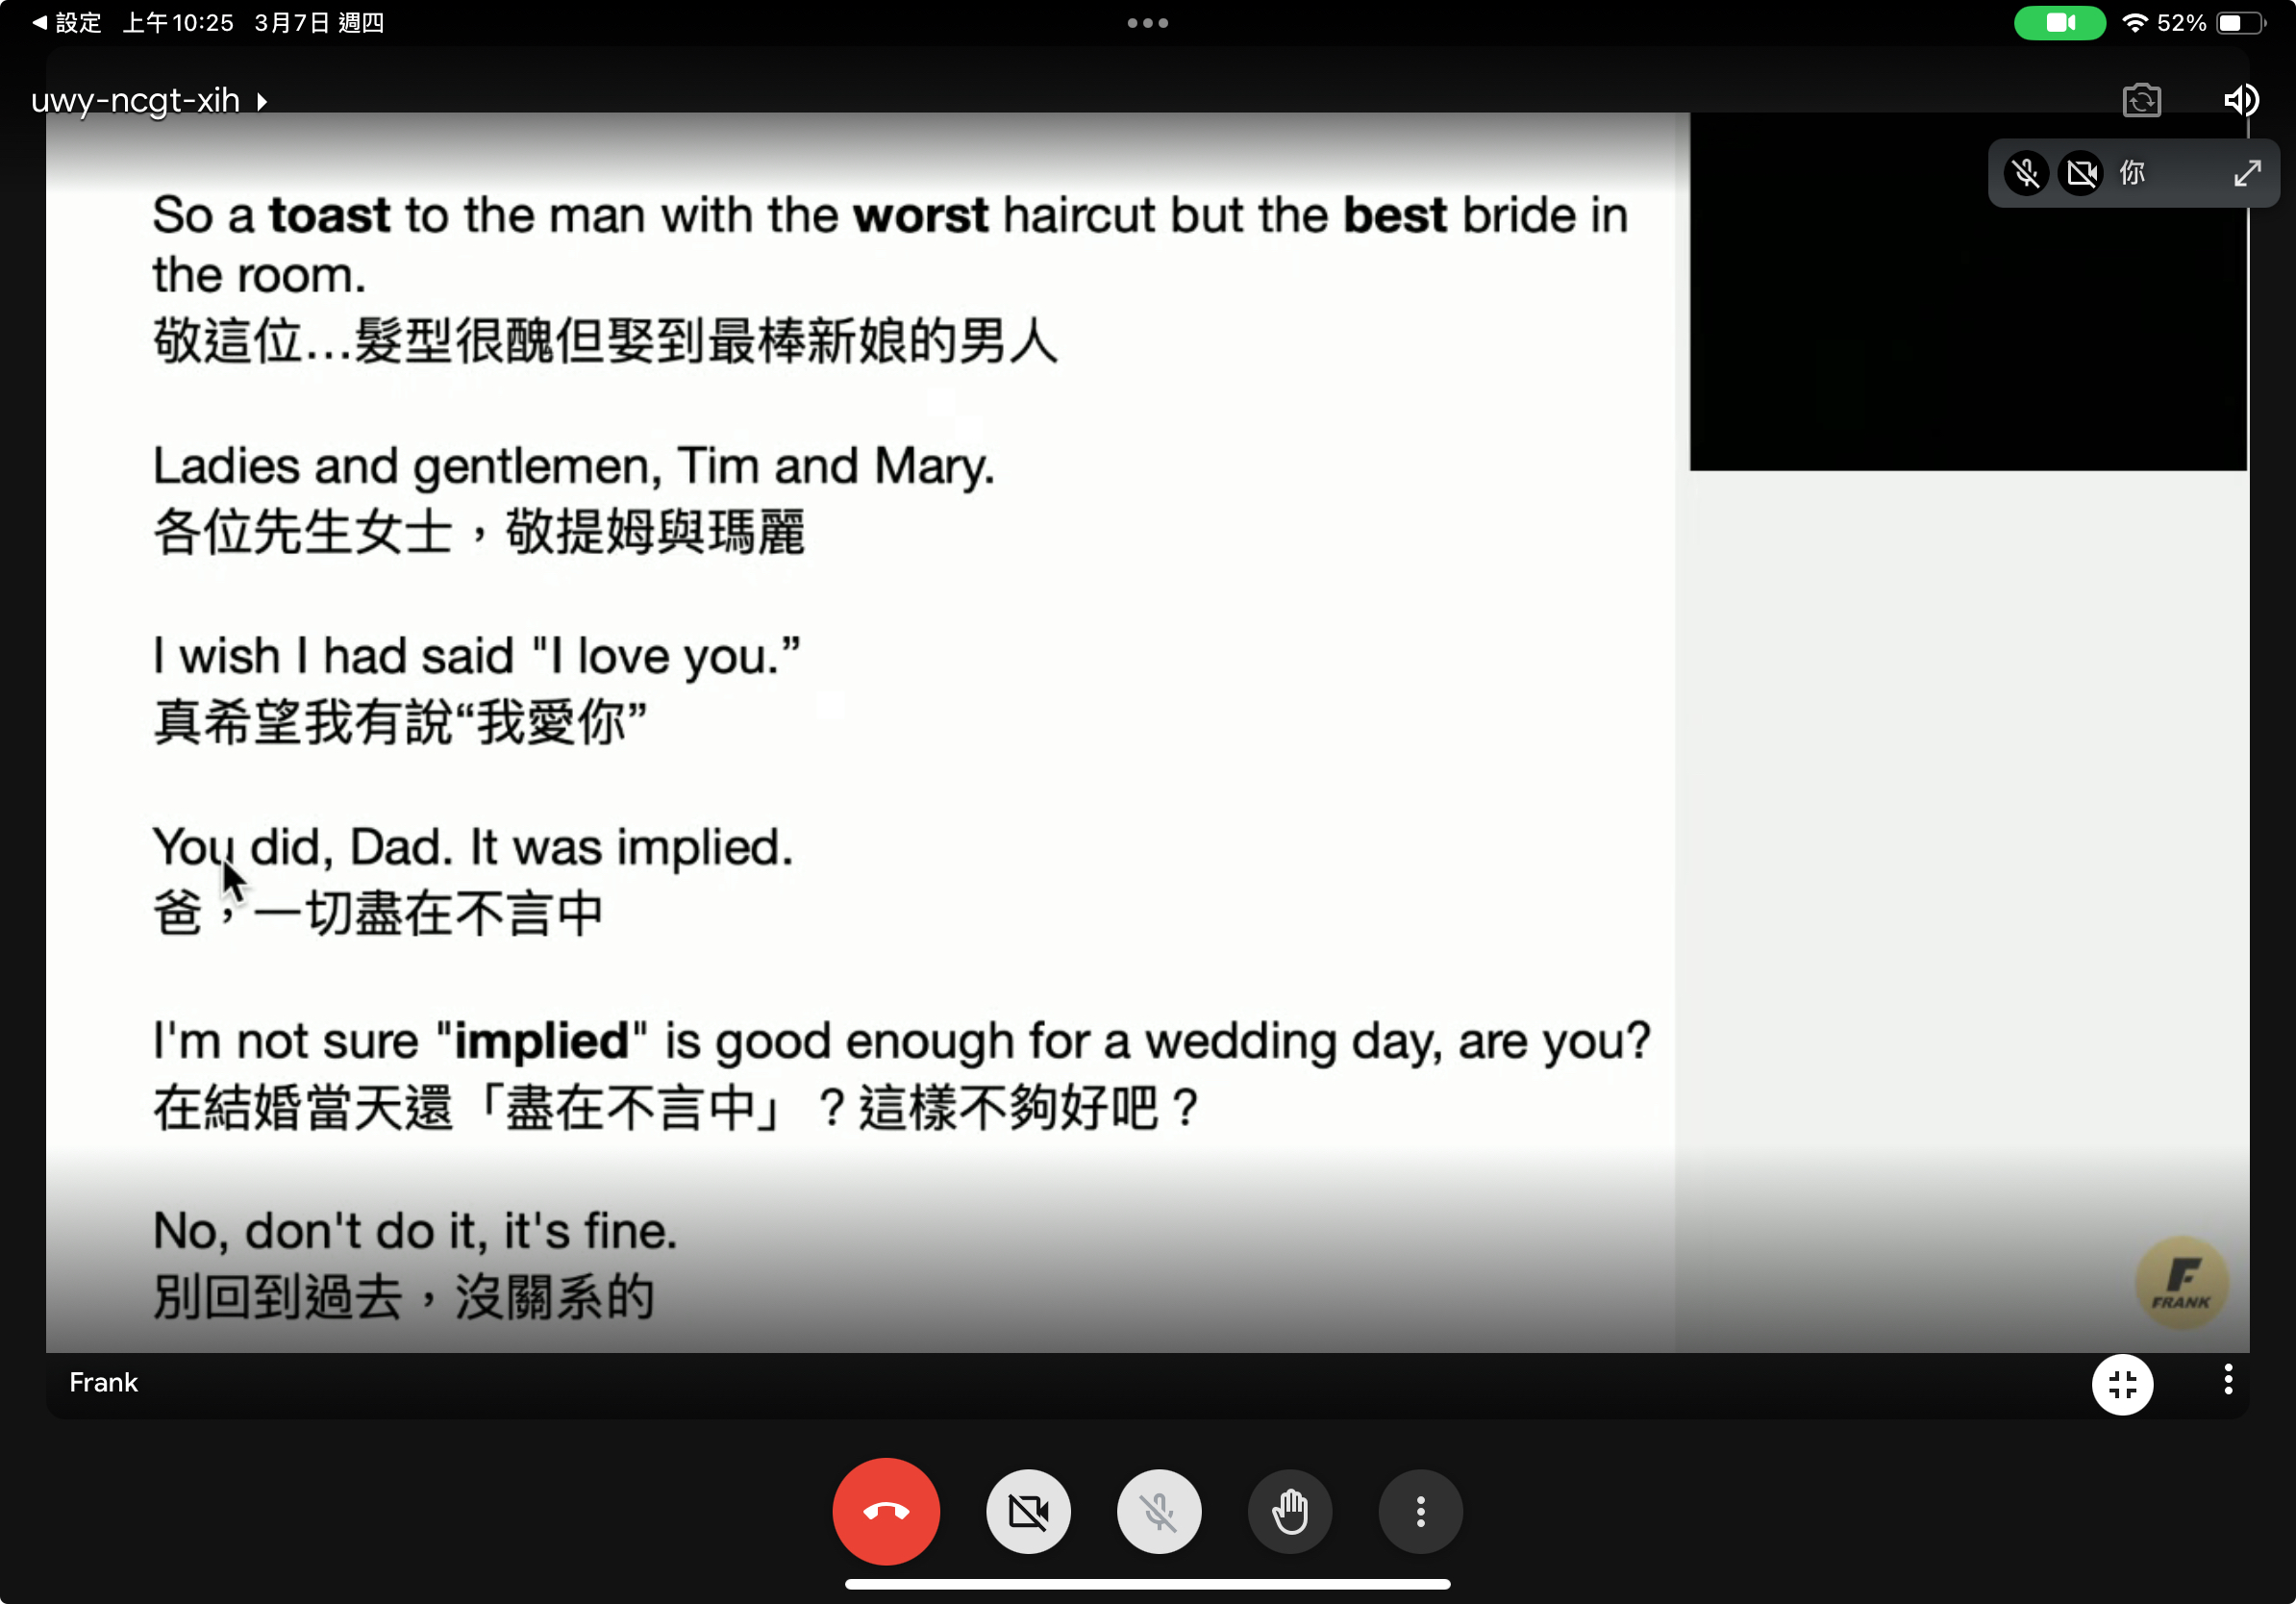 設定 上午10:25 3月7日 週四
52%
uwy-ncgt-xih
你
So a toast to the man with the worst haircut but the best bride in
the room.
敬這位...髮型很醜但娶到最棒新娘的男人
Ladies and gentlemen, Tim and Mary.
各位先生女士，敬提姆與瑪麗
I wish I had said "I love you.”
真希望我有說“我愛你”
You did, Dad. It was implied.
爸，一切盡在不言中
I'm not sure "implied" is good enough for a wedding day, are you?
在結婚當天還「盡在不言中」？這樣不夠好吧？
No, don't do it, it's fine.
別回到過去，沒關系的
F
FRANK
Frank